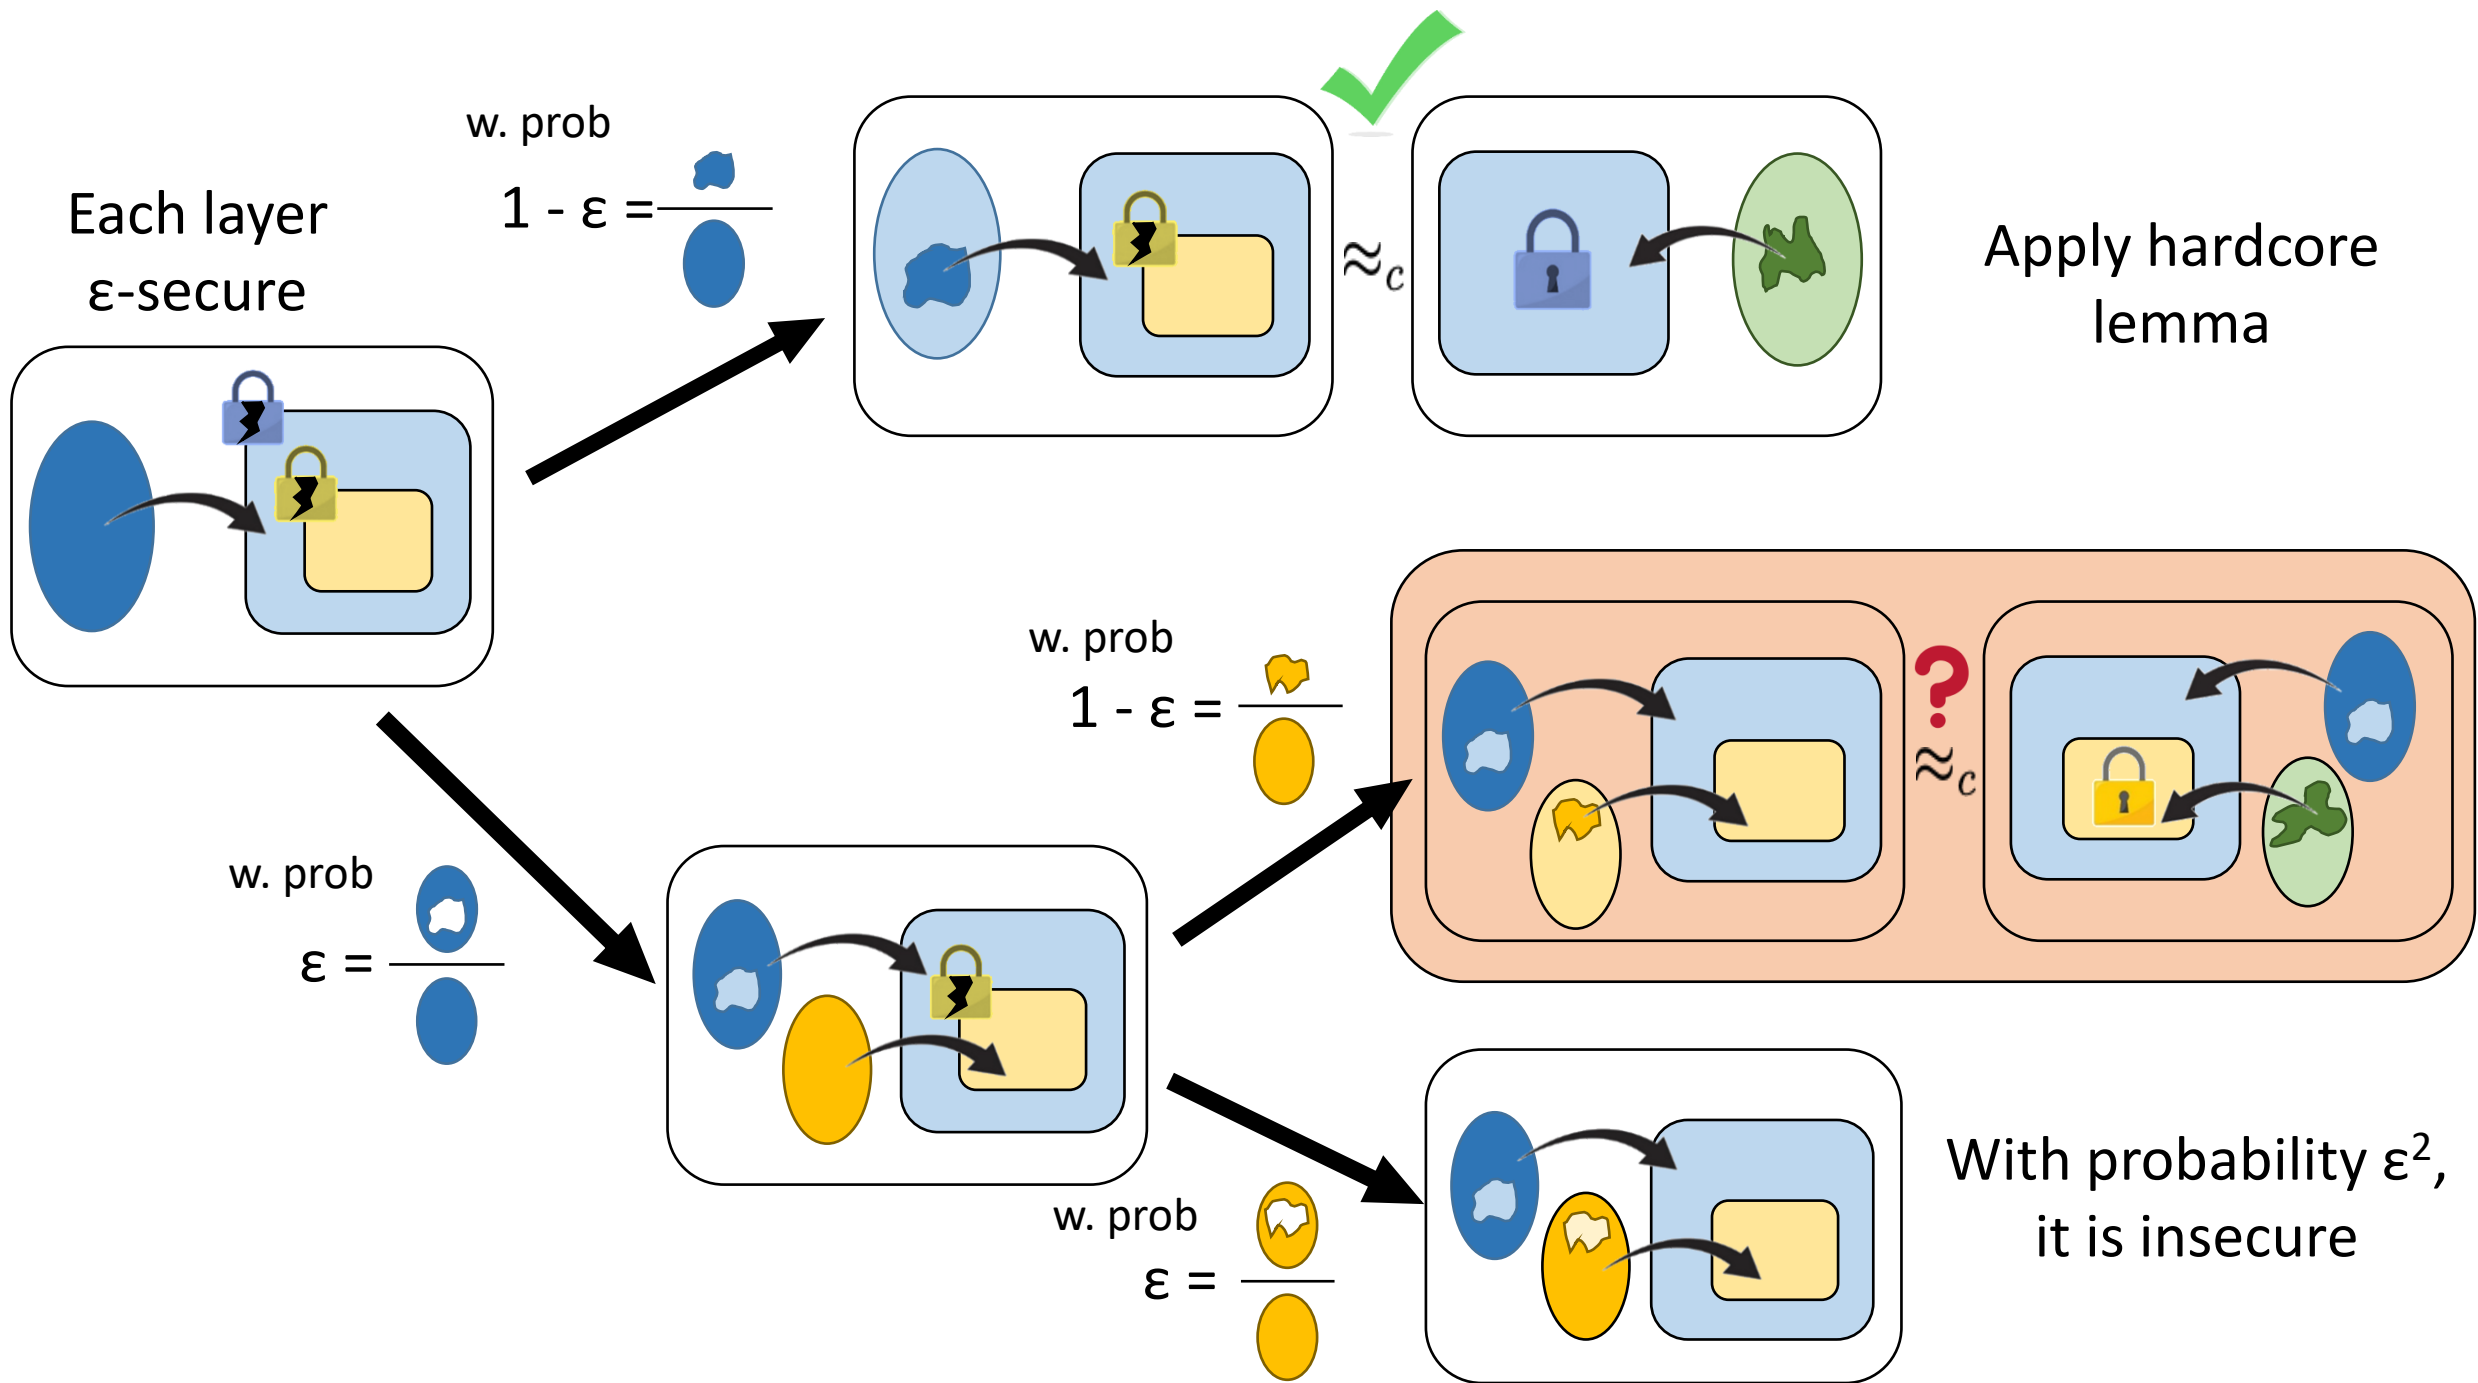 w. prob
1 - ε =
Each layer
ε-secure
≈c
Apply hardcore
lemma
w. prob
1 - ε =
?
≈c
w. prob
ε =
w. prob
ε =
With probability ε²,
it is insecure